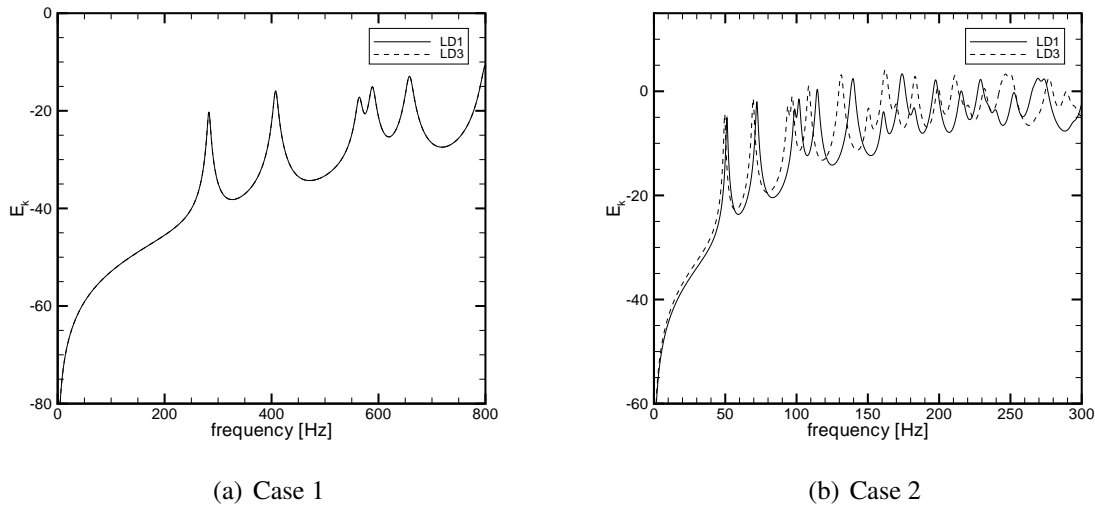 0
-20
-40
-60
-80
E_k
0 200 400 600 800
frequency [Hz]
LD1
LD3
(a) Case 1
0
-20
-40
-60
E_k
0 50 100 150 200 250 300
frequency [Hz]
LD1
LD3
(b) Case 2